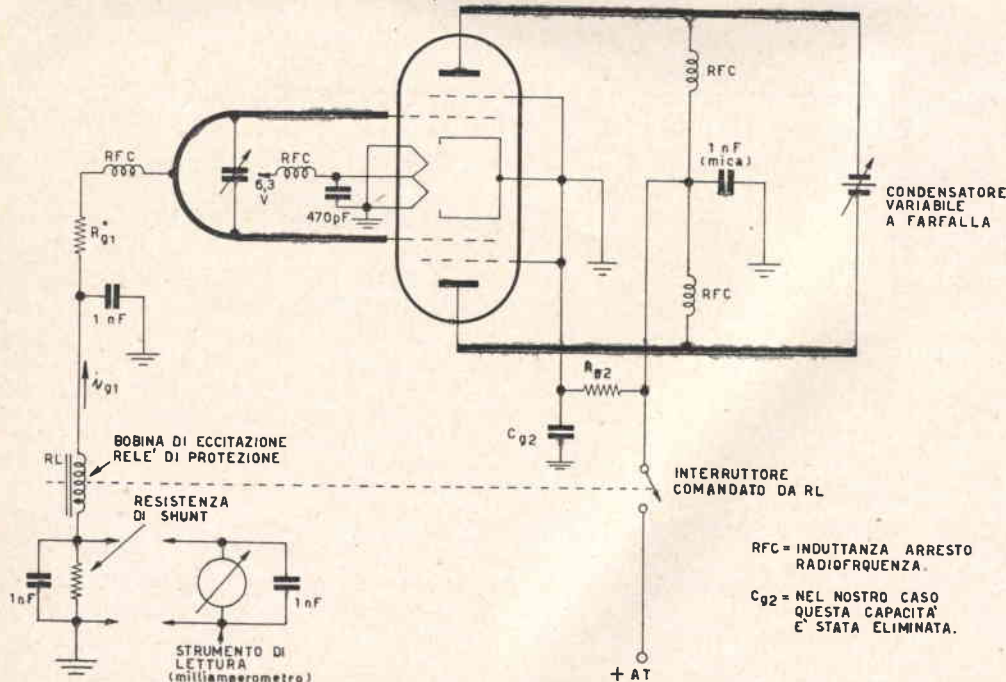 RFC
RFC
1 nF
(mica)
RFC
6,3
V
470pF
CONDENSATORE
VARIABILE
A FARFALLA
Rg1*
1 nF
RFC
Rg2
ig1
Cg2
BOBINA DI ECCITAZIONE
RELE' DI PROTEZIONE
RL
INTERRUTTORE
COMANDATO DA RL
RESISTENZA
DI SHUNT
1nF
1nF
RFC = INDUTTANZA ARRESTO
RADIOFRQUENZA.
Cg2 = NEL NOSTRO CASO
QUESTA CAPACITA'
E' STATA ELIMINATA.
STRUMENTO DI
LETTURA
(milliamperometro)
+ AT